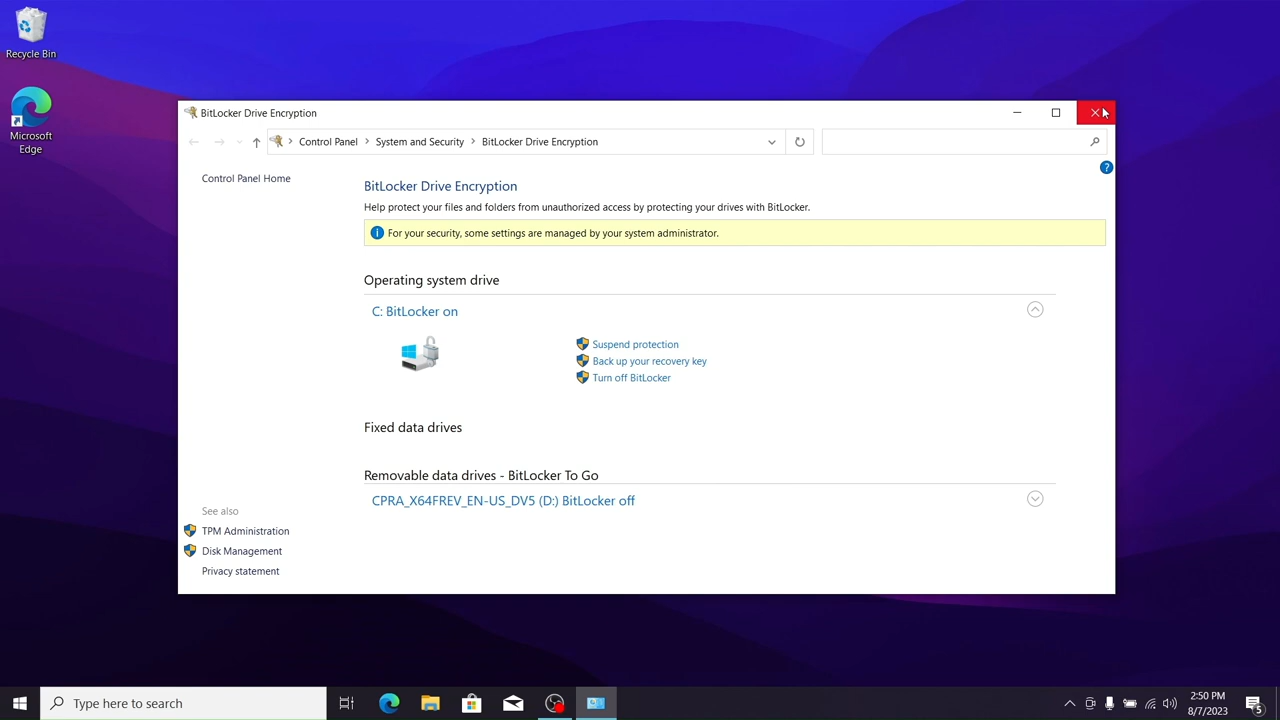 Recycle Bin
Microsoft
Edge
BitLocker Drive Encryption
Control Panel
System and Security
BitLocker Drive Encryption
Control Panel Home
BitLocker Drive Encryption
Help protect your files and folders from unauthorized access by protecting your drives with BitLocker.
For your security, some settings are managed by your system administrator.
Operating system drive
C: BitLocker on
Suspend protection
Back up your recovery key
Turn off BitLocker
Fixed data drives
Removable data drives - BitLocker To Go
CPRA_X64FREV_EN-US_DV5 (D:) BitLocker off
See also
TPM Administration
Disk Management
Privacy statement
Type here to search
2:50 PM
8/7/2023
5